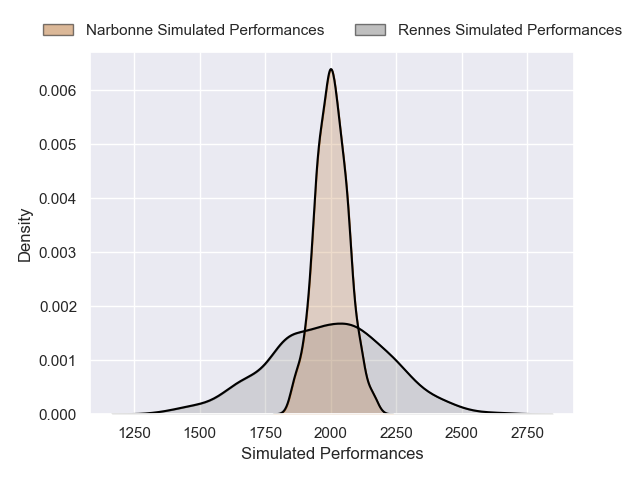 Narbonne Simulated Performances Rennes Simulated Performances
0.006
0.005
0.004
0.003
0.002
0.001
0.000
Density
1250 1500 1750 2000 2250 2500 2750
Simulated Performances